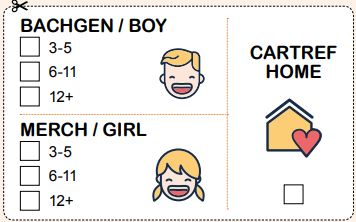 BACHGEN / BOY
3-5
6-11
12+
MERCH / GIRL
3-5
6-11
12+
CARTREF
HOME